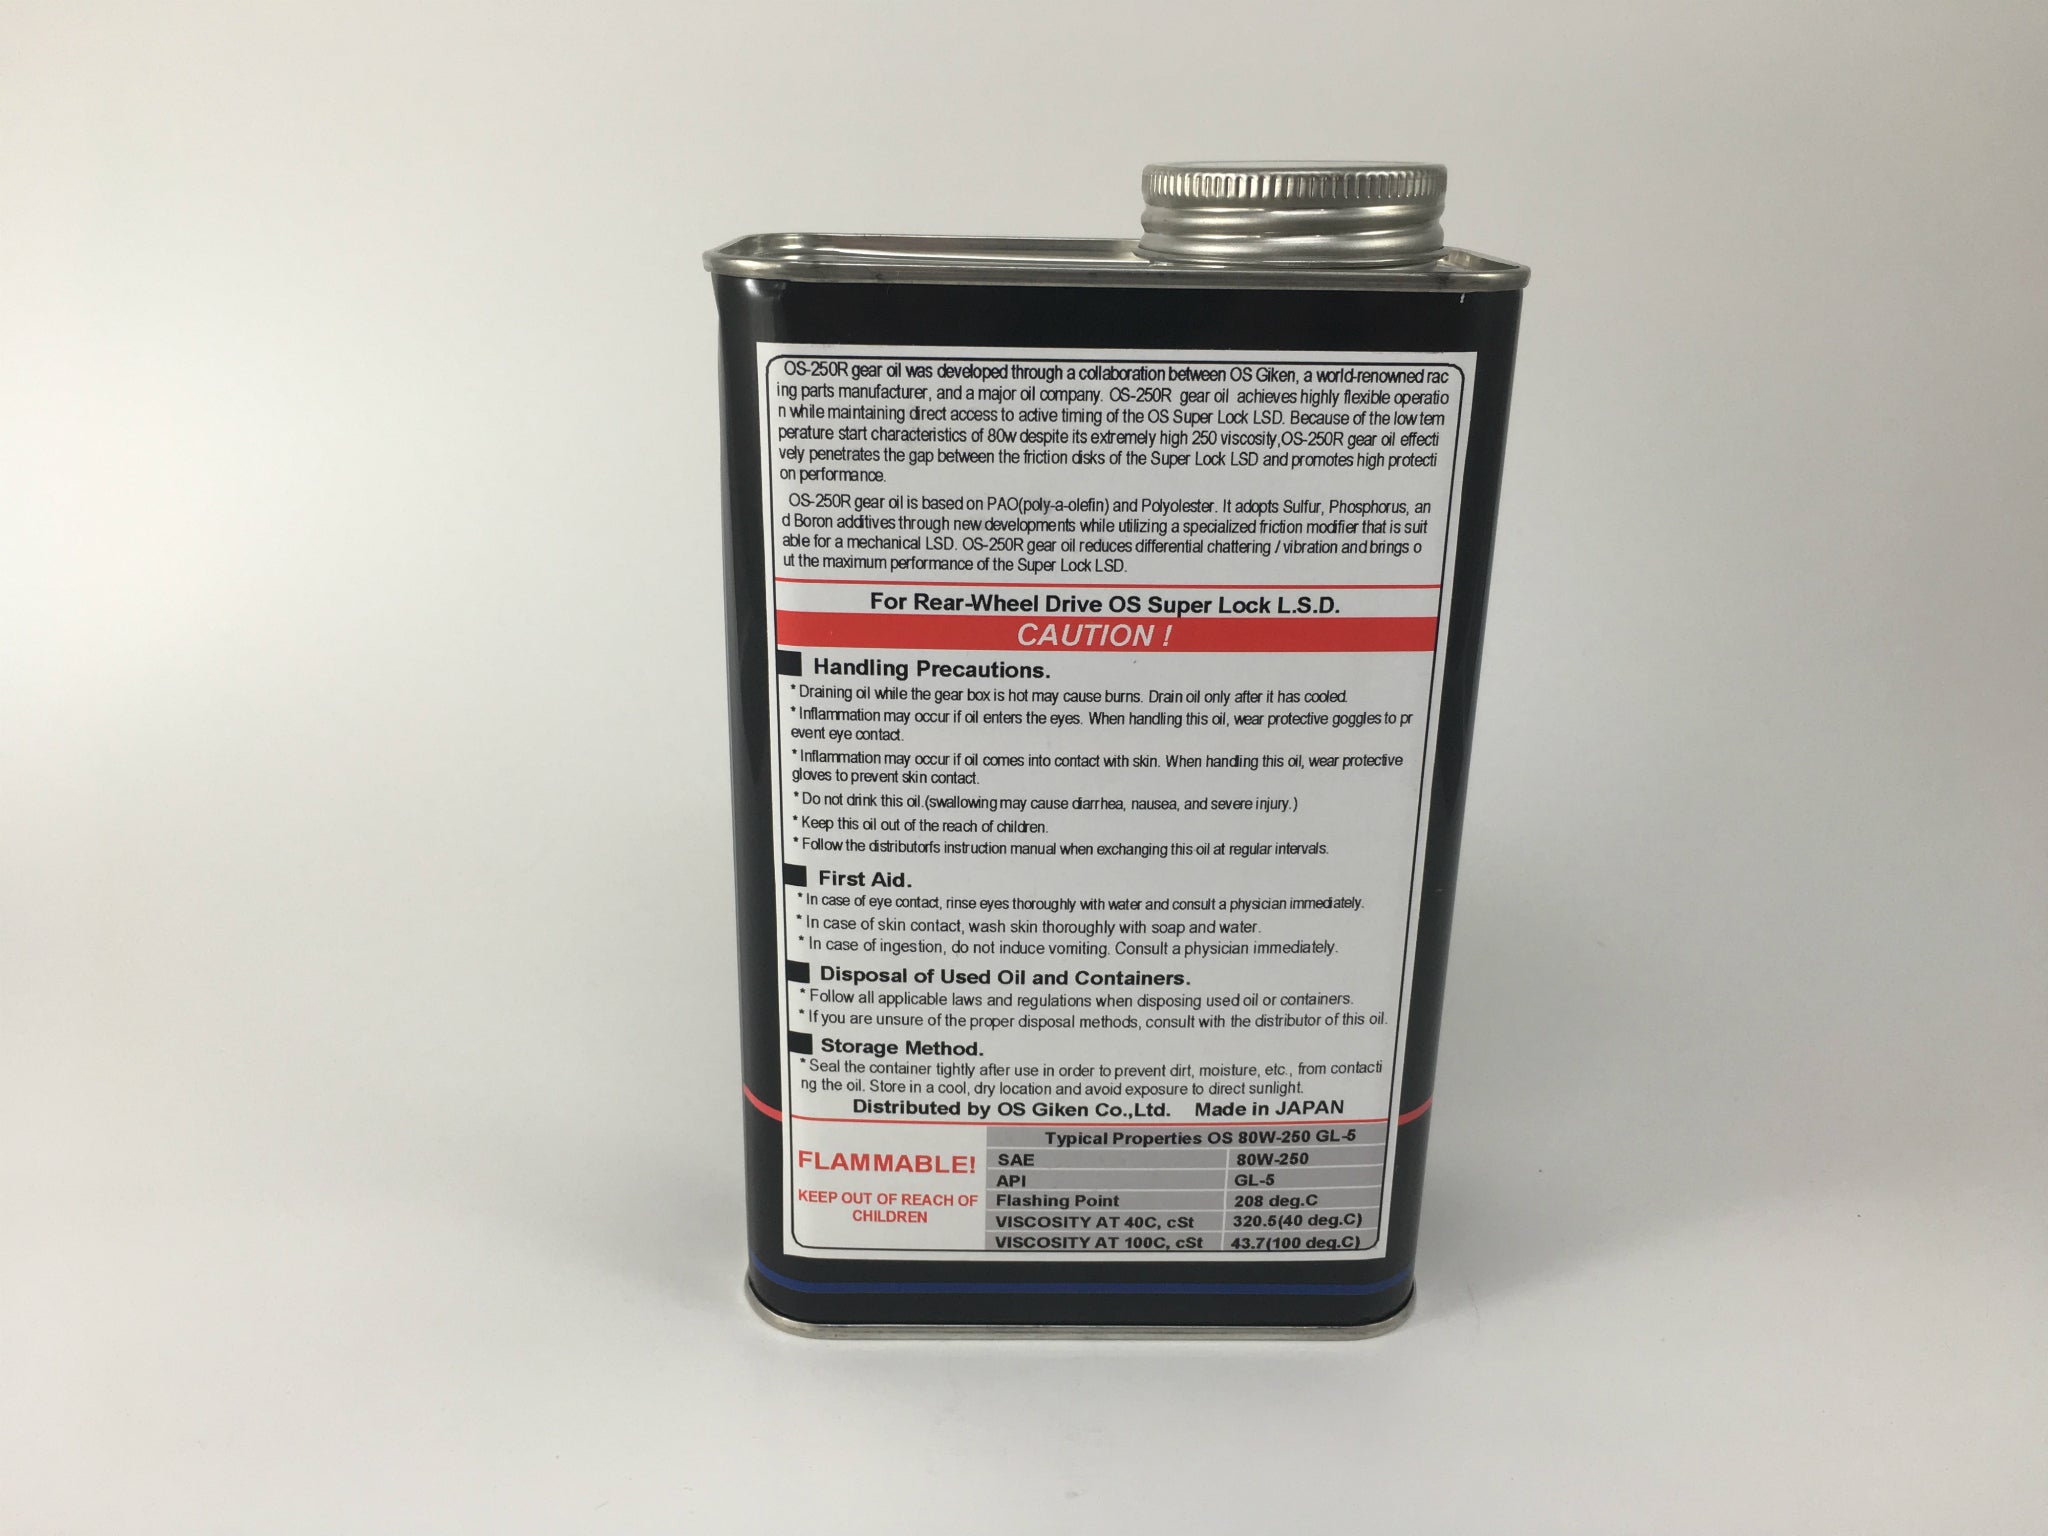 OS-250R gear oil was developed through a collaboration between OS Giken, a world-renowned rac
ing parts manufacturer, and a major oil company. OS-250R gear oil achieves highly flexible operatio
n while maintaining direct access to active timing of the OS Super Lock LSD. Because of the low tem
perature start characteristics of 80w despite its extremely high 250 viscosity,OS-250R gear oil effecti
vely penetrates the gap between the friction disks of the Super Lock LSD and promotes high protecti
on performance.
OS-250R gear oil is based on PAO(poly-a-olefin) and Polyolester. It adopts Sulfur, Phosphorus, an
d Boron additives through new developments while utilizing a specialized friction modifier that is suit
able for a mechanical LSD. OS-250R gear oil reduces differential chattering / vibration and brings o
ut the maximum performance of the Super Lock LSD.
For Rear-Wheel Drive OS Super Lock L.S.D.
CAUTION !
Handling Precautions.
* Draining oil while the gear box is hot may cause burns. Drain oil only after it has cooled.
* Inflammation may occur if oil enters the eyes. When handling this oil, wear protective goggles to pr
event eye contact.
* Inflammation may occur if oil comes into contact with skin. When handling this oil, wear protective
gloves to prevent skin contact.
* Do not drink this oil.(swallowing may cause diarrhea, nausea, and severe injury.)
* Keep this oil out of the reach of children.
* Follow the distributorfs instruction manual when exchanging this oil at regular intervals.
First Aid.
* In case of eye contact, rinse eyes thoroughly with water and consult a physician immediately.
* In case of skin contact, wash skin thoroughly with soap and water.
* In case of ingestion, do not induce vomiting. Consult a physician immediately.
Disposal of Used Oil and Containers.
* Follow all applicable laws and regulations when disposing used oil or containers.
* If you are unsure of the proper disposal methods, consult with the distributor of this oil.
Storage Method.
* Seal the container tightly after use in order to prevent dirt, moisture, etc., from contacti
ng the oil. Store in a cool, dry location and avoid exposure to direct sunlight.
Distributed by OS Giken Co.,Ltd. Made in JAPAN
FLAMMABLE!
KEEP OUT OF REACH OF
CHILDREN
Typical Properties OS 80W-250 GL-5
SAE 80W-250
API GL-5
Flashing Point 208 deg.C
VISCOSITY AT 40C, cSt 320.5(40 deg.C)
VISCOSITY AT 100C, cSt 43.7(100 deg.C)